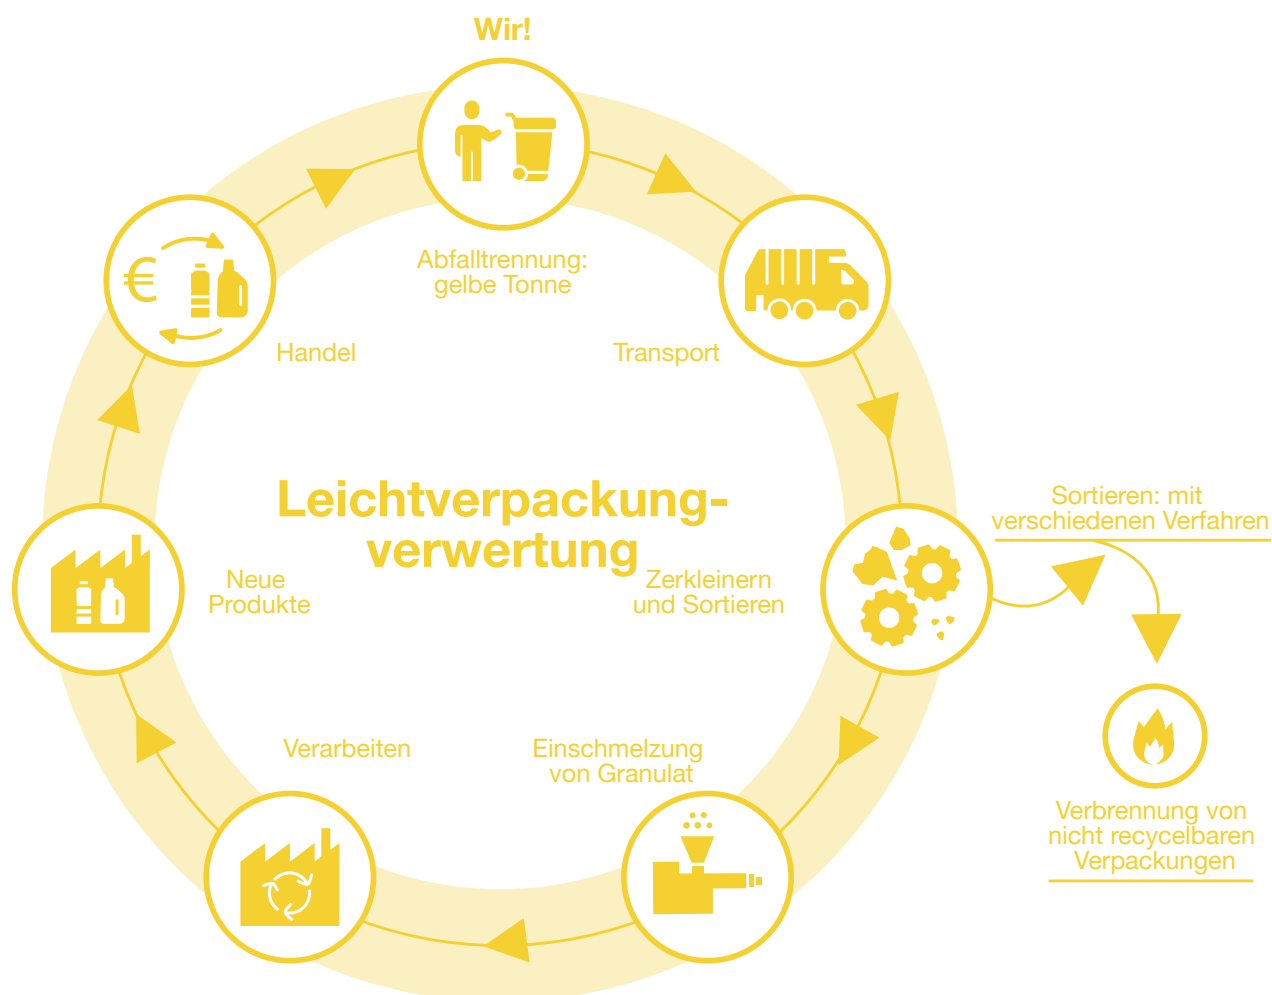 Wir!
Abfalltrennung:
gelbe Tonne
Handel
Transport
Leichtverpackung-
verwertung
Sortieren: mit
verschiedenen Verfahren
Neue
Produkte
Zerkleinern
und Sortieren
Verarbeiten
Einschmelzung
von Granulat
Verbrennung von
nicht recycelbaren
Verpackungen
€